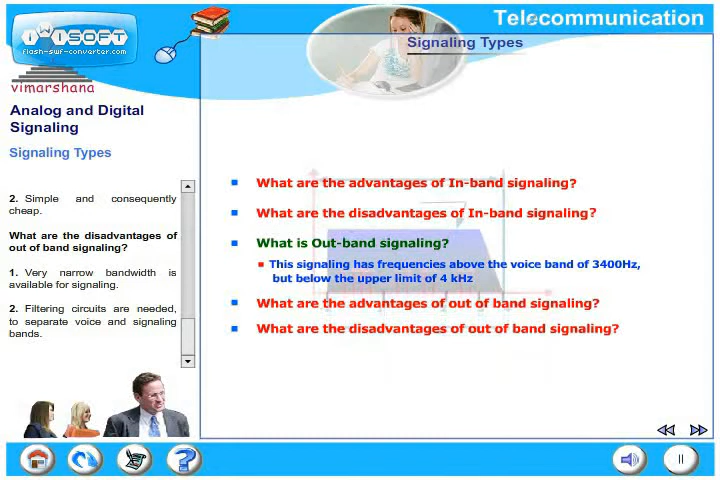 Telecommunication
Signaling Types
iWiSOFT
flash-swf-converter.com
vimarshana
Analog and Digital
Signaling
Signaling Types
2. Simple and consequently
cheap.
What are the disadvantages of
out of band signaling?
1. Very narrow bandwidth is
available for signaling.
2. Filtering circuits are needed,
to separate voice and signaling
bands.
What are the advantages of In-band signaling?
What are the disadvantages of In-band signaling?
What is Out-band signaling?
This signaling has frequencies above the voice band of 3400Hz,
but below the upper limit of 4 kHz
What are the advantages of out of band signaling?
What are the disadvantages of out of band signaling?